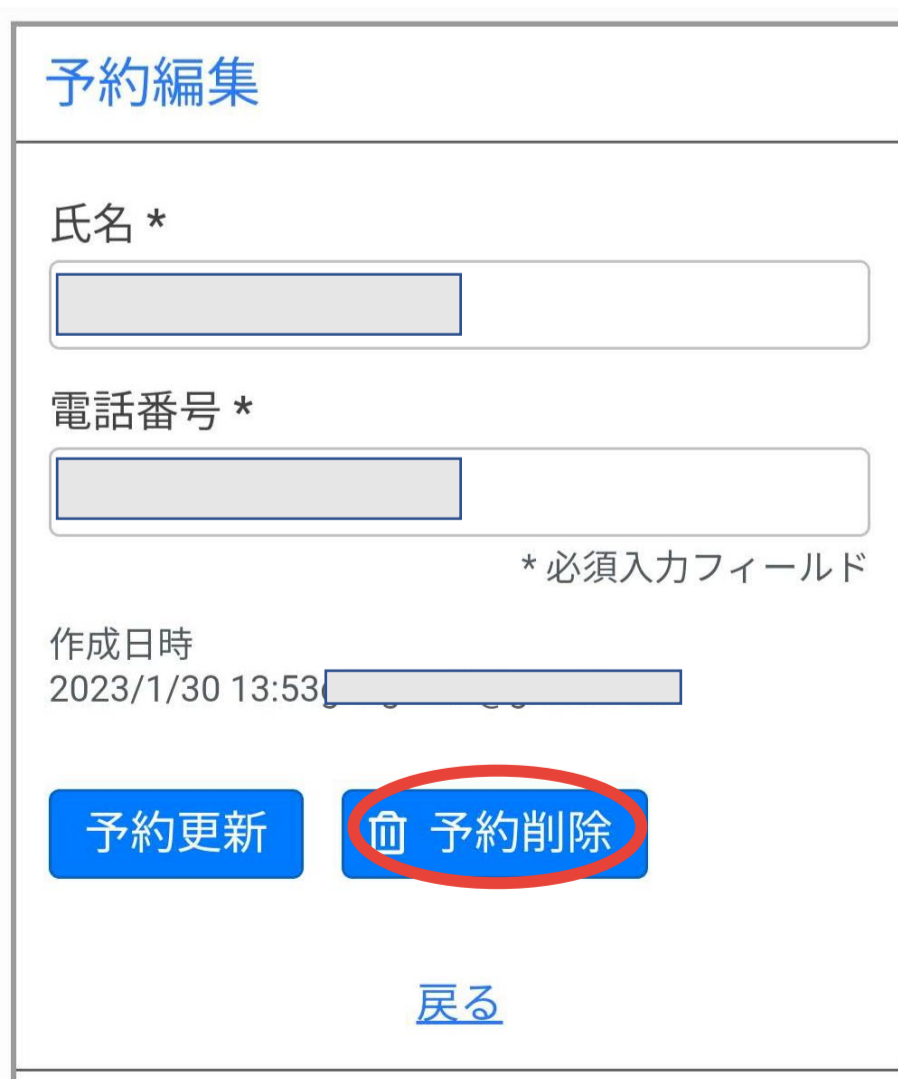 予約編集
氏名 *
電話番号 *
* 必須入力フィールド
作成日時
2023/1/30 13:53
予約更新
予約削除
戻る